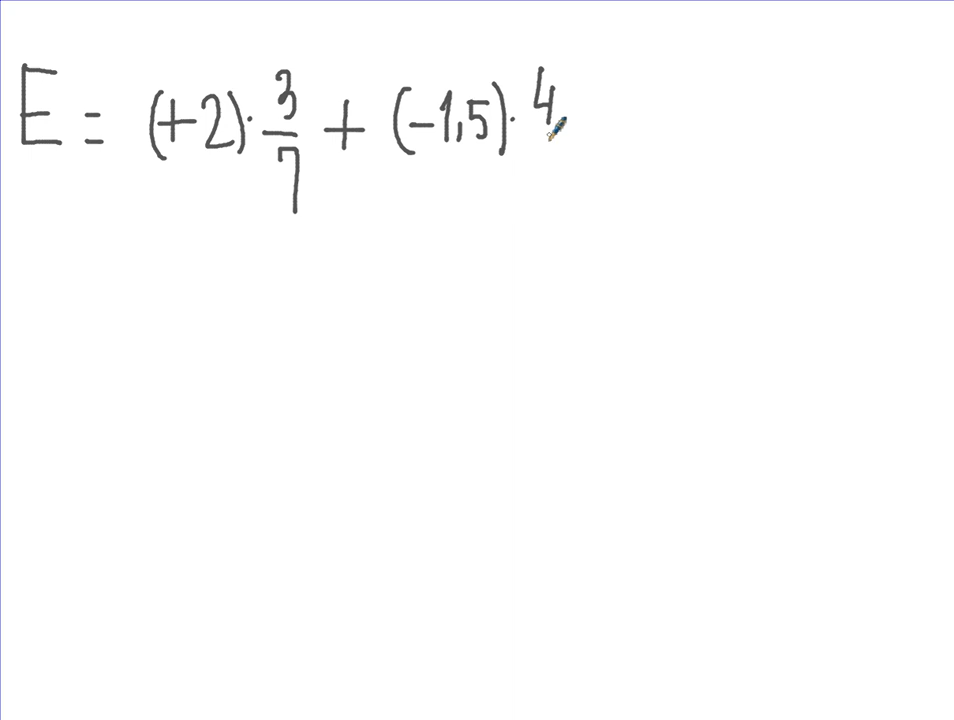 E = (+2) · 3/7 + (-1,5) · 4